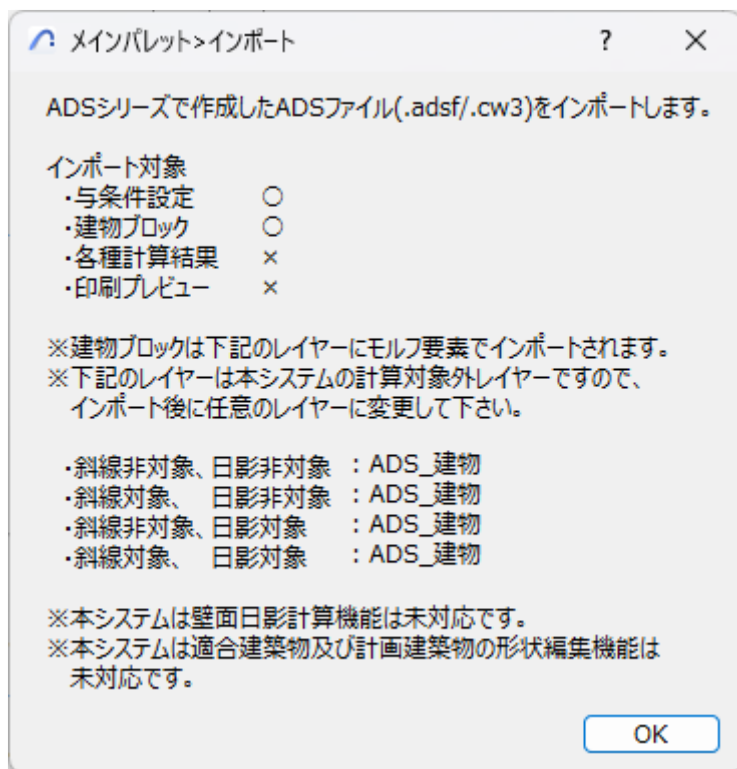 メインパレット>インポート ? ×
ADSシリーズで作成したADSファイル(.adsf/.cw3)をインポートします。
インポート対象
・与条件設定 ○
・建物ブロック ○
・各種計算結果 ×
・印刷プレビュー ×
※建物ブロックは下記のレイヤーにモルフ要素でインポートされます。
※下記のレイヤーは本システムの計算対象外レイヤーですので、
インポート後に任意のレイヤーに変更して下さい。
・斜線非対象、日影非対象 : ADS_建物
・斜線対象、 日影非対象 : ADS_建物
・斜線非対象、日影対象 : ADS_建物
・斜線対象、 日影対象 : ADS_建物
※本システムは壁面日影計算機能は未対応です。
※本システムは適合建築物及び計画建築物の形状編集機能は
未対応です。
OK